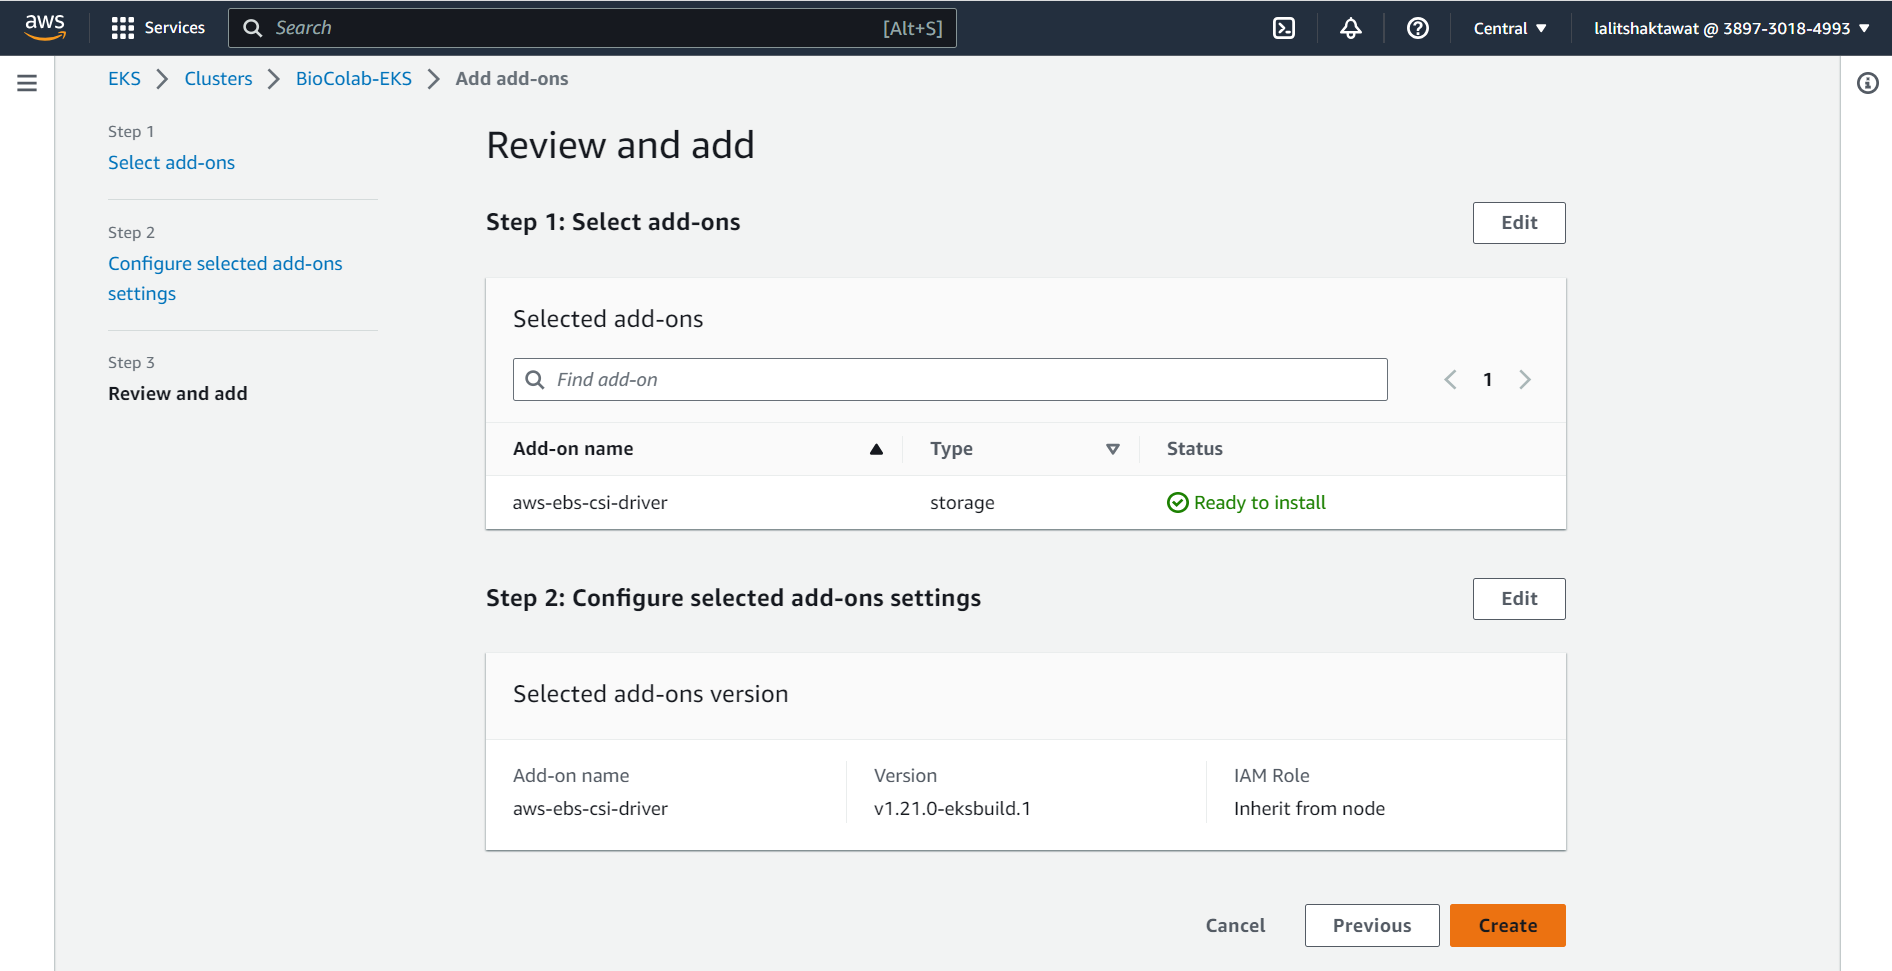 aws
Services
Search
[Alt+S]
Central
lalitshaktawat @ 3897-3018-4993
EKS
Clusters
BioColab-EKS
Add add-ons
Step 1
Select add-ons
Step 2
Configure selected add-ons
settings
Step 3
Review and add
Review and add
Step 1: Select add-ons
Edit
Selected add-ons
Find add-on
1
Add-on name
Type
Status
aws-ebs-csi-driver
storage
Ready to install
Step 2: Configure selected add-ons settings
Edit
Selected add-ons version
Add-on name
Version
IAM Role
aws-ebs-csi-driver
v1.21.0-eksbuild.1
Inherit from node
Cancel
Previous
Create